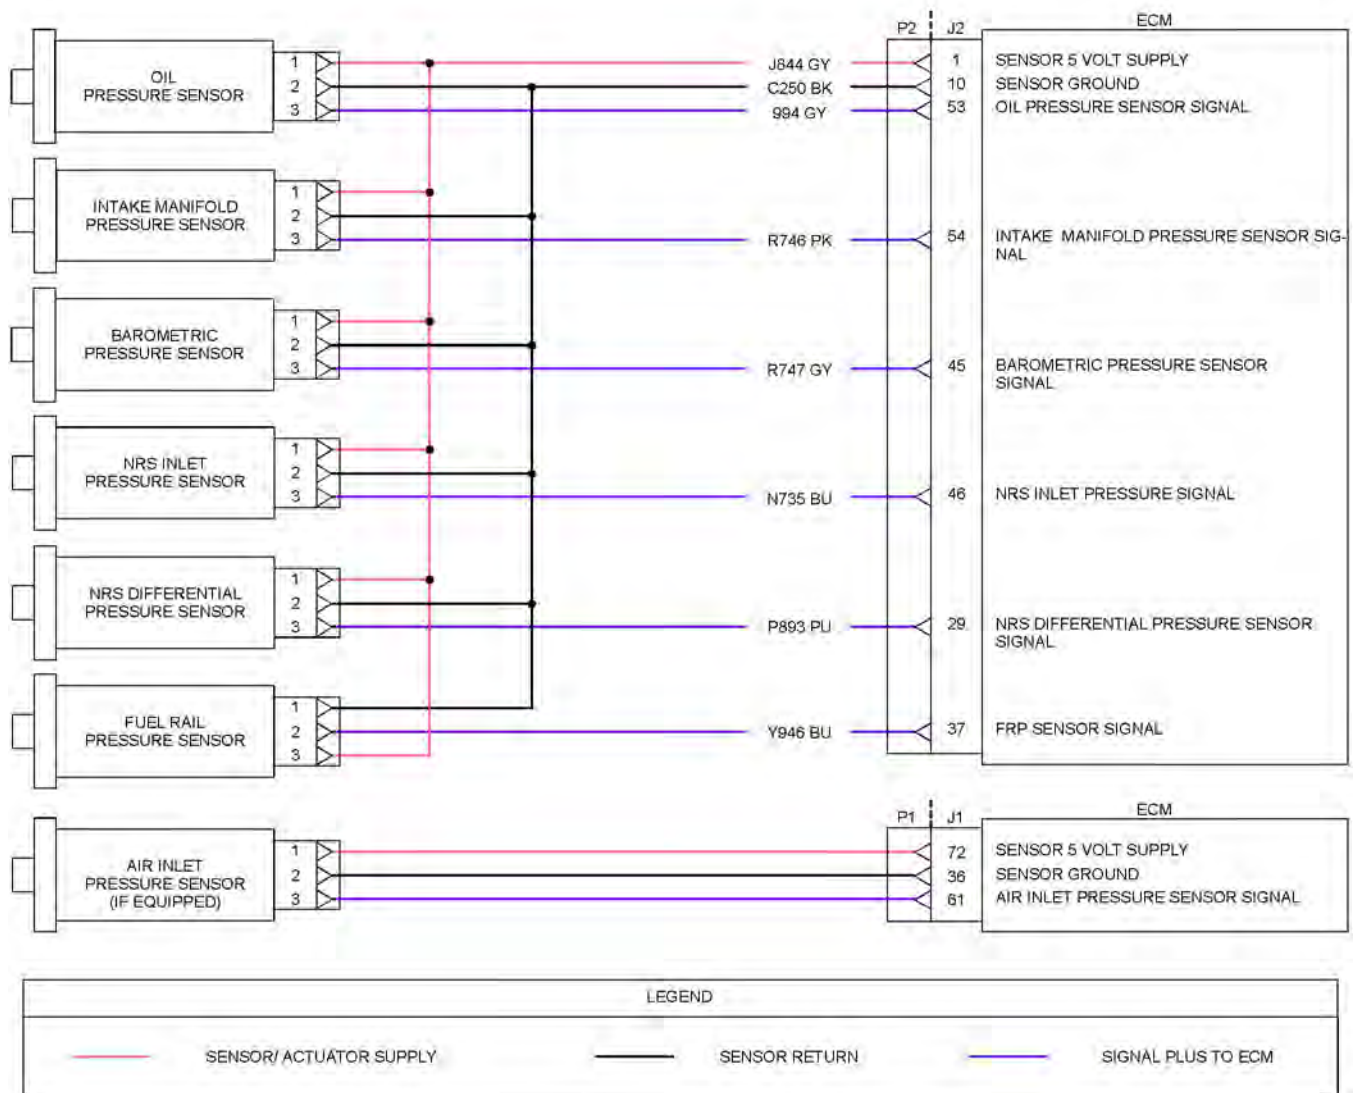 ECM
P2 J2
OIL
PRESSURE SENSOR
1
2
3
J844 GY
C250 BK
994 GY
1 SENSOR 5 VOLT SUPPLY
10 SENSOR GROUND
53 OIL PRESSURE SENSOR SIGNAL
INTAKE MANIFOLD
PRESSURE SENSOR
1
2
3
R746 PK
54 INTAKE MANIFOLD PRESSURE SENSOR SIG-
NAL
BAROMETRIC
PRESSURE SENSOR
1
2
3
R747 GY
45 BAROMETRIC PRESSURE SENSOR
SIGNAL
NRS INLET
PRESSURE SENSOR
1
2
3
N735 BU
46 NRS INLET PRESSURE SIGNAL
NRS DIFFERENTIAL
PRESSURE SENSOR
1
2
3
P893 PU
29 NRS DIFFERENTIAL PRESSURE SENSOR
SIGNAL
FUEL RAIL
PRESSURE SENSOR
1
2
3
Y946 BU
37 FRP SENSOR SIGNAL
ECM
P1 J1
AIR INLET
PRESSURE SENSOR
(IF EQUIPPED)
1
2
3
72 SENSOR 5 VOLT SUPPLY
36 SENSOR GROUND
61 AIR INLET PRESSURE SENSOR SIGNAL
LEGEND
SENSOR/ ACTUATOR SUPPLY
SENSOR RETURN
SIGNAL PLUS TO ECM